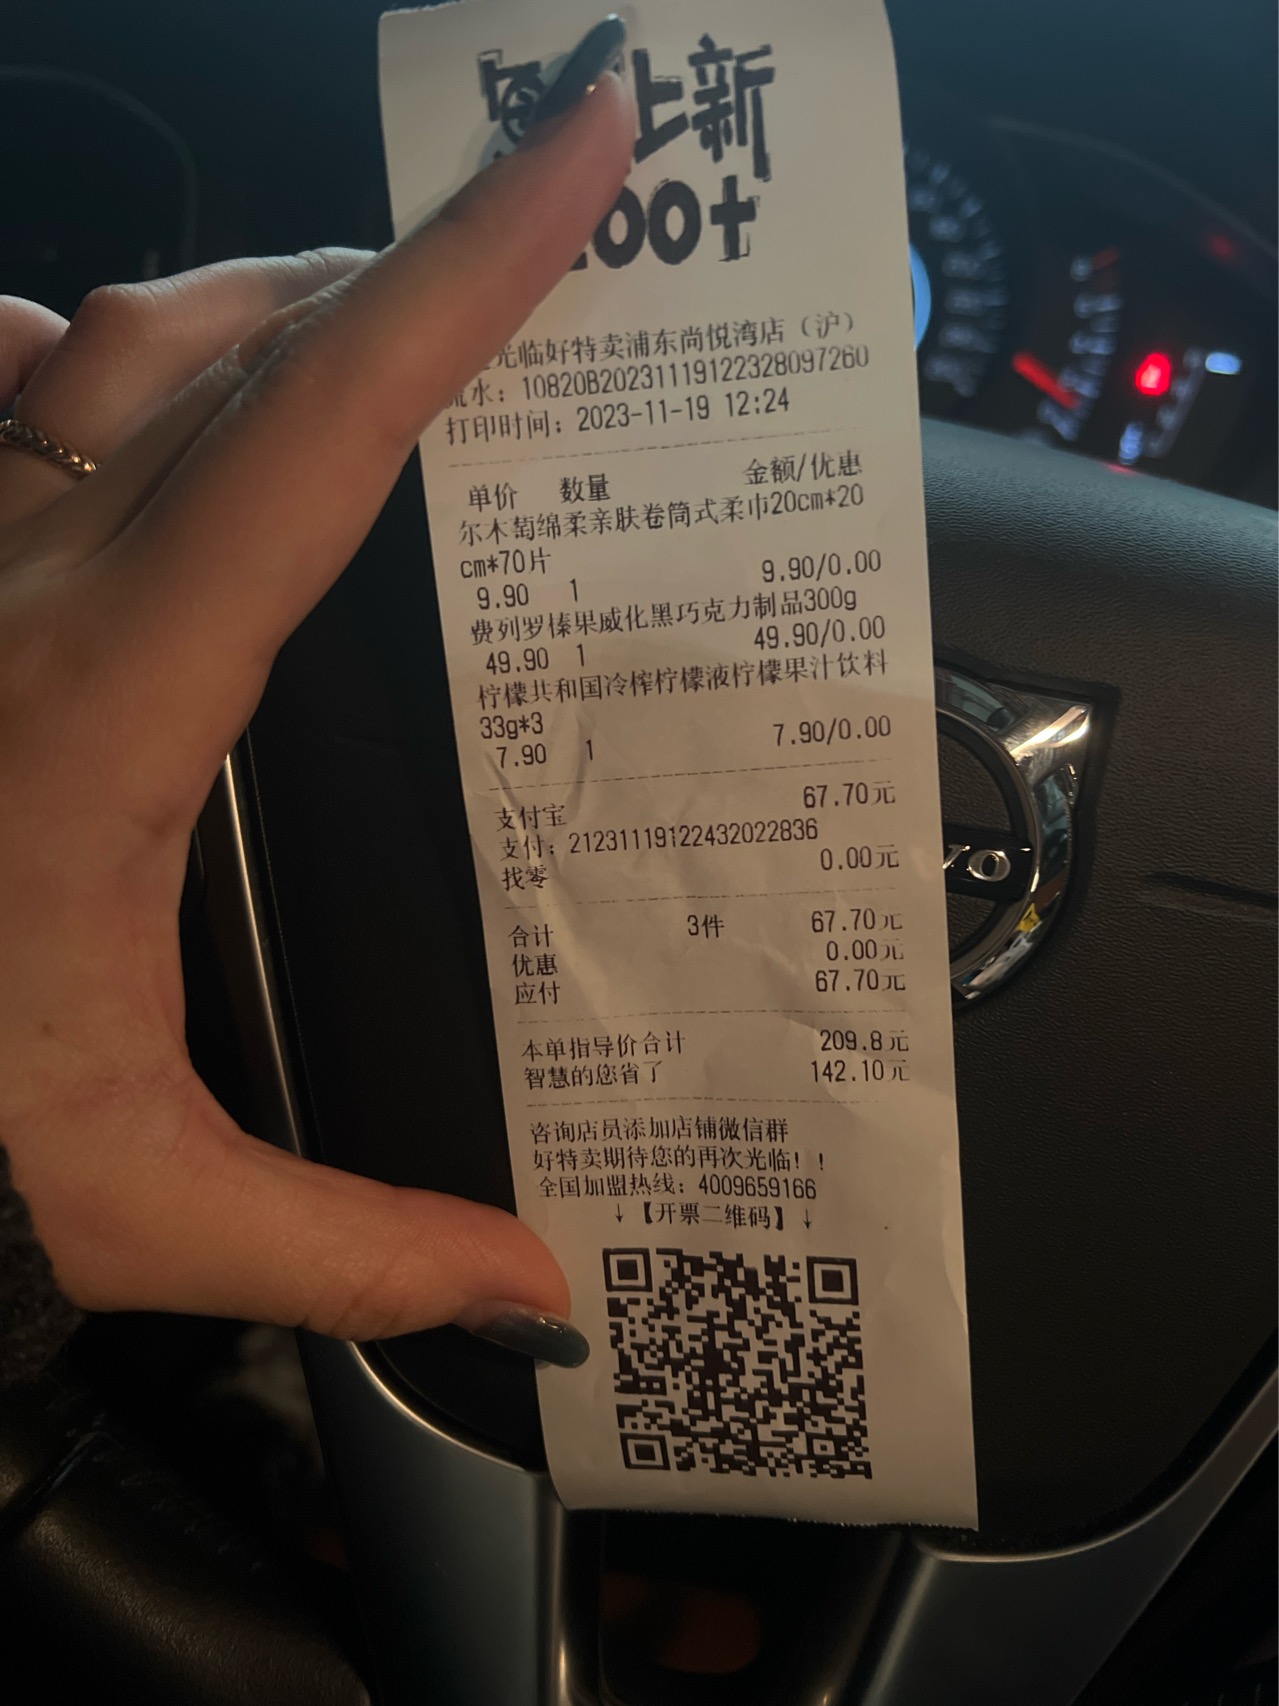 上新
00+
光临好特卖浦东尚悦湾店（沪）
流水：10820B20231119122328097260
打印时间：2023-11-19 12:24
单价 数量 金额/优惠
尔木萄绵柔亲肤卷筒式柔巾20cm*20
cm*70片
9.90 1 9.90/0.00
费列罗榛果威化黑巧克力制品300g
49.90 1 49.90/0.00
柠檬共和国冷榨柠檬液柠檬果汁饮料
33g*3
7.90 1 7.90/0.00
支付宝 67.70元
支付：21231119122432022836
找零 0.00元
合计 3件 67.70元
优惠 0.00元
应付 67.70元
本单指导价合计 209.8元
智慧的您省了 142.10元
咨询店员添加店铺微信群
好特卖期待您的再次光临！！
全国加盟热线：4009659166
↓【开票二维码】↓